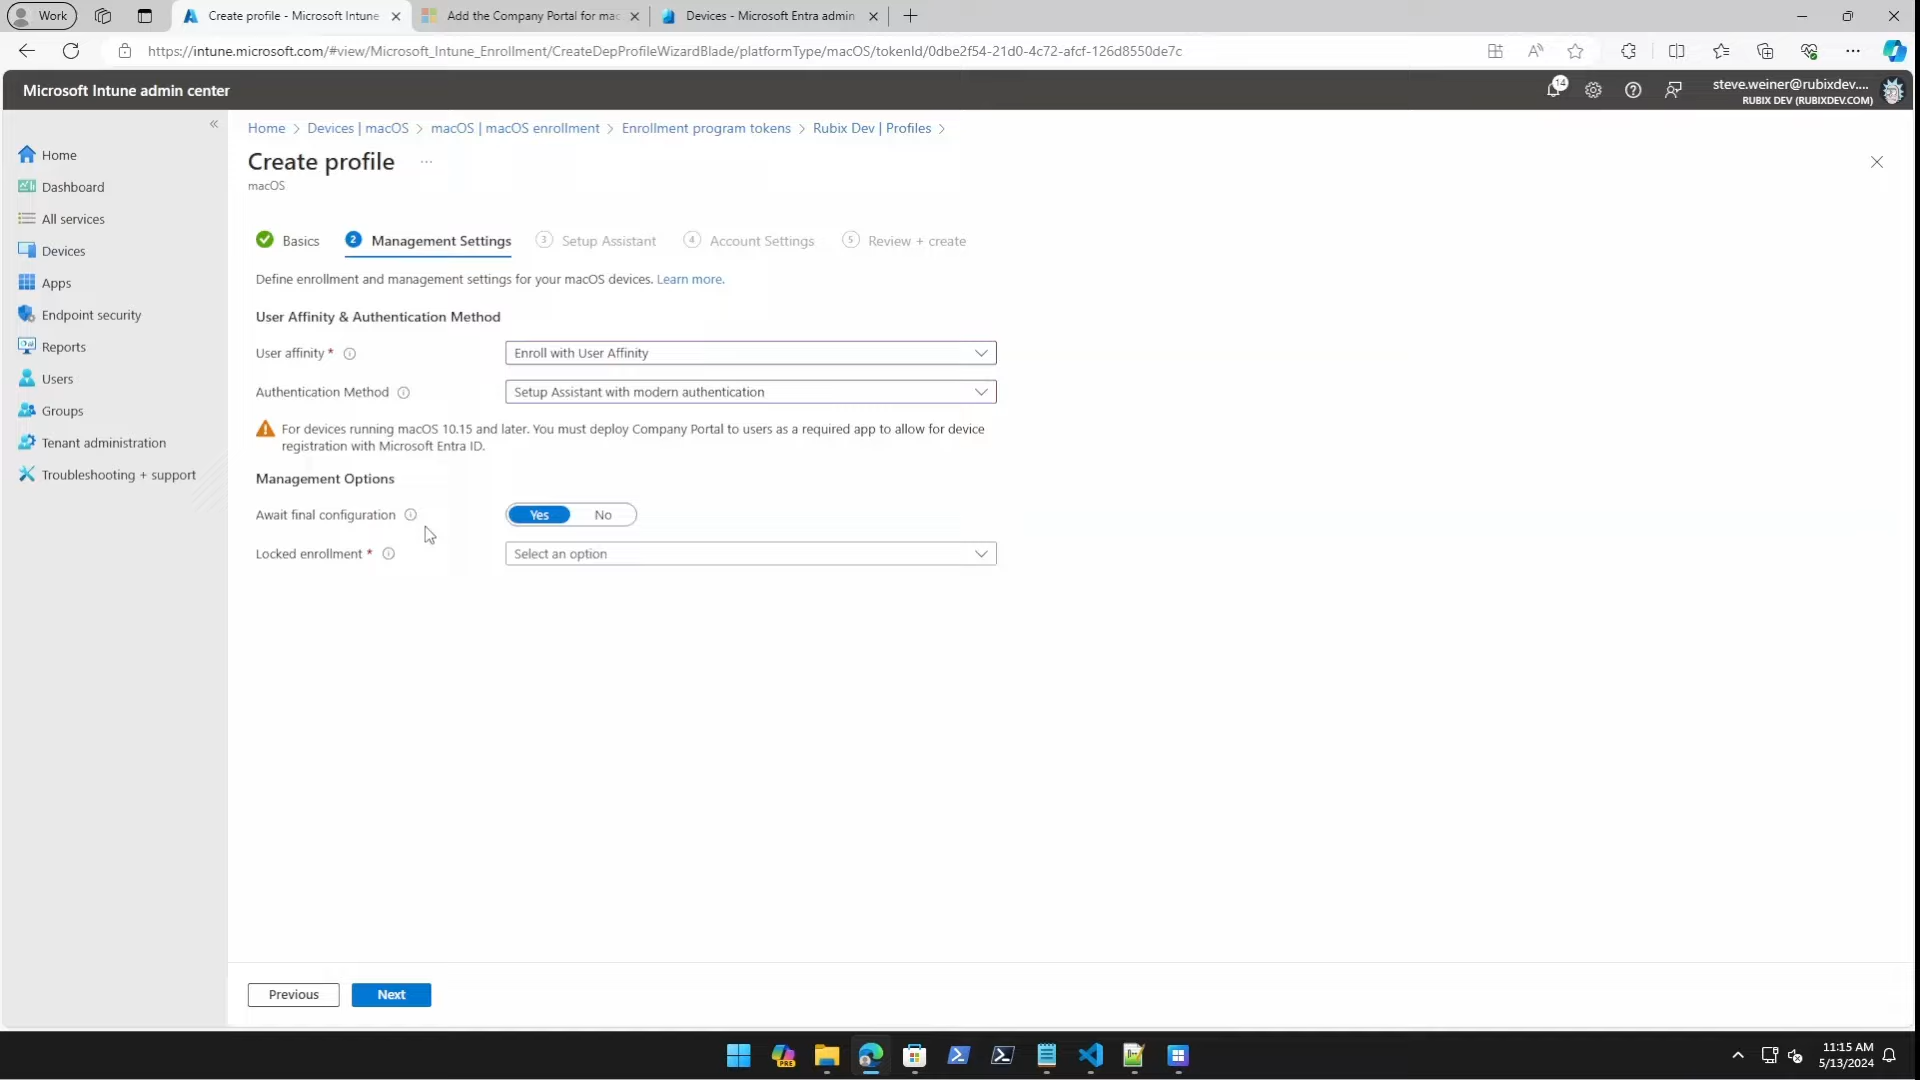 Work
Create profile - Microsoft Intune
Add the Company Portal for mac
Devices - Microsoft Entra admin
https://intune.microsoft.com/#view/Microsoft_Intune_Enrollment/CreateDepProfileWizardBlade/platformType/macOS/tokenId/0dbe2f54-21d0-4c72-afcf-126d8550de7c
Microsoft Intune admin center
14
steve.weiner@rubixdev....
RUBIX DEV (RUBIXDEV.COM)
Home > Devices | macOS > macOS | macOS enrollment > Enrollment program tokens > Rubix Dev | Profiles >
Create profile ...
macOS
Home
Dashboard
All services
Devices
Apps
Endpoint security
Reports
Users
Groups
Tenant administration
Troubleshooting + support
Basics
2 Management Settings
3 Setup Assistant
4 Account Settings
5 Review + create
Define enrollment and management settings for your macOS devices. Learn more.
User Affinity & Authentication Method
User affinity *
Enroll with User Affinity
Authentication Method
Setup Assistant with modern authentication
For devices running macOS 10.15 and later. You must deploy Company Portal to users as a required app to allow for device
registration with Microsoft Entra ID.
Management Options
Await final configuration
Yes No
Locked enrollment *
Select an option
Previous
Next
PRE
11:15 AM
5/13/2024